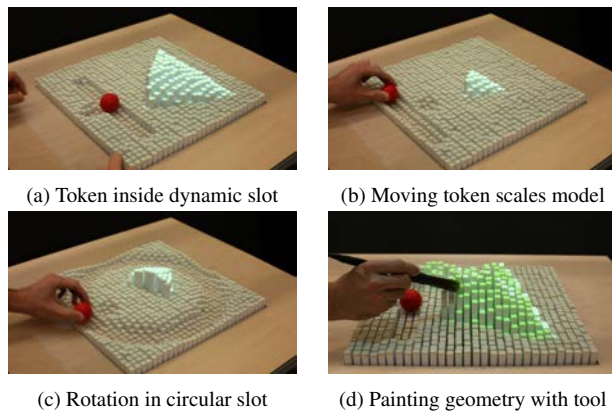 (a) Token inside dynamic slot
(b) Moving token scales model
(c) Rotation in circular slot
(d) Painting geometry with tool